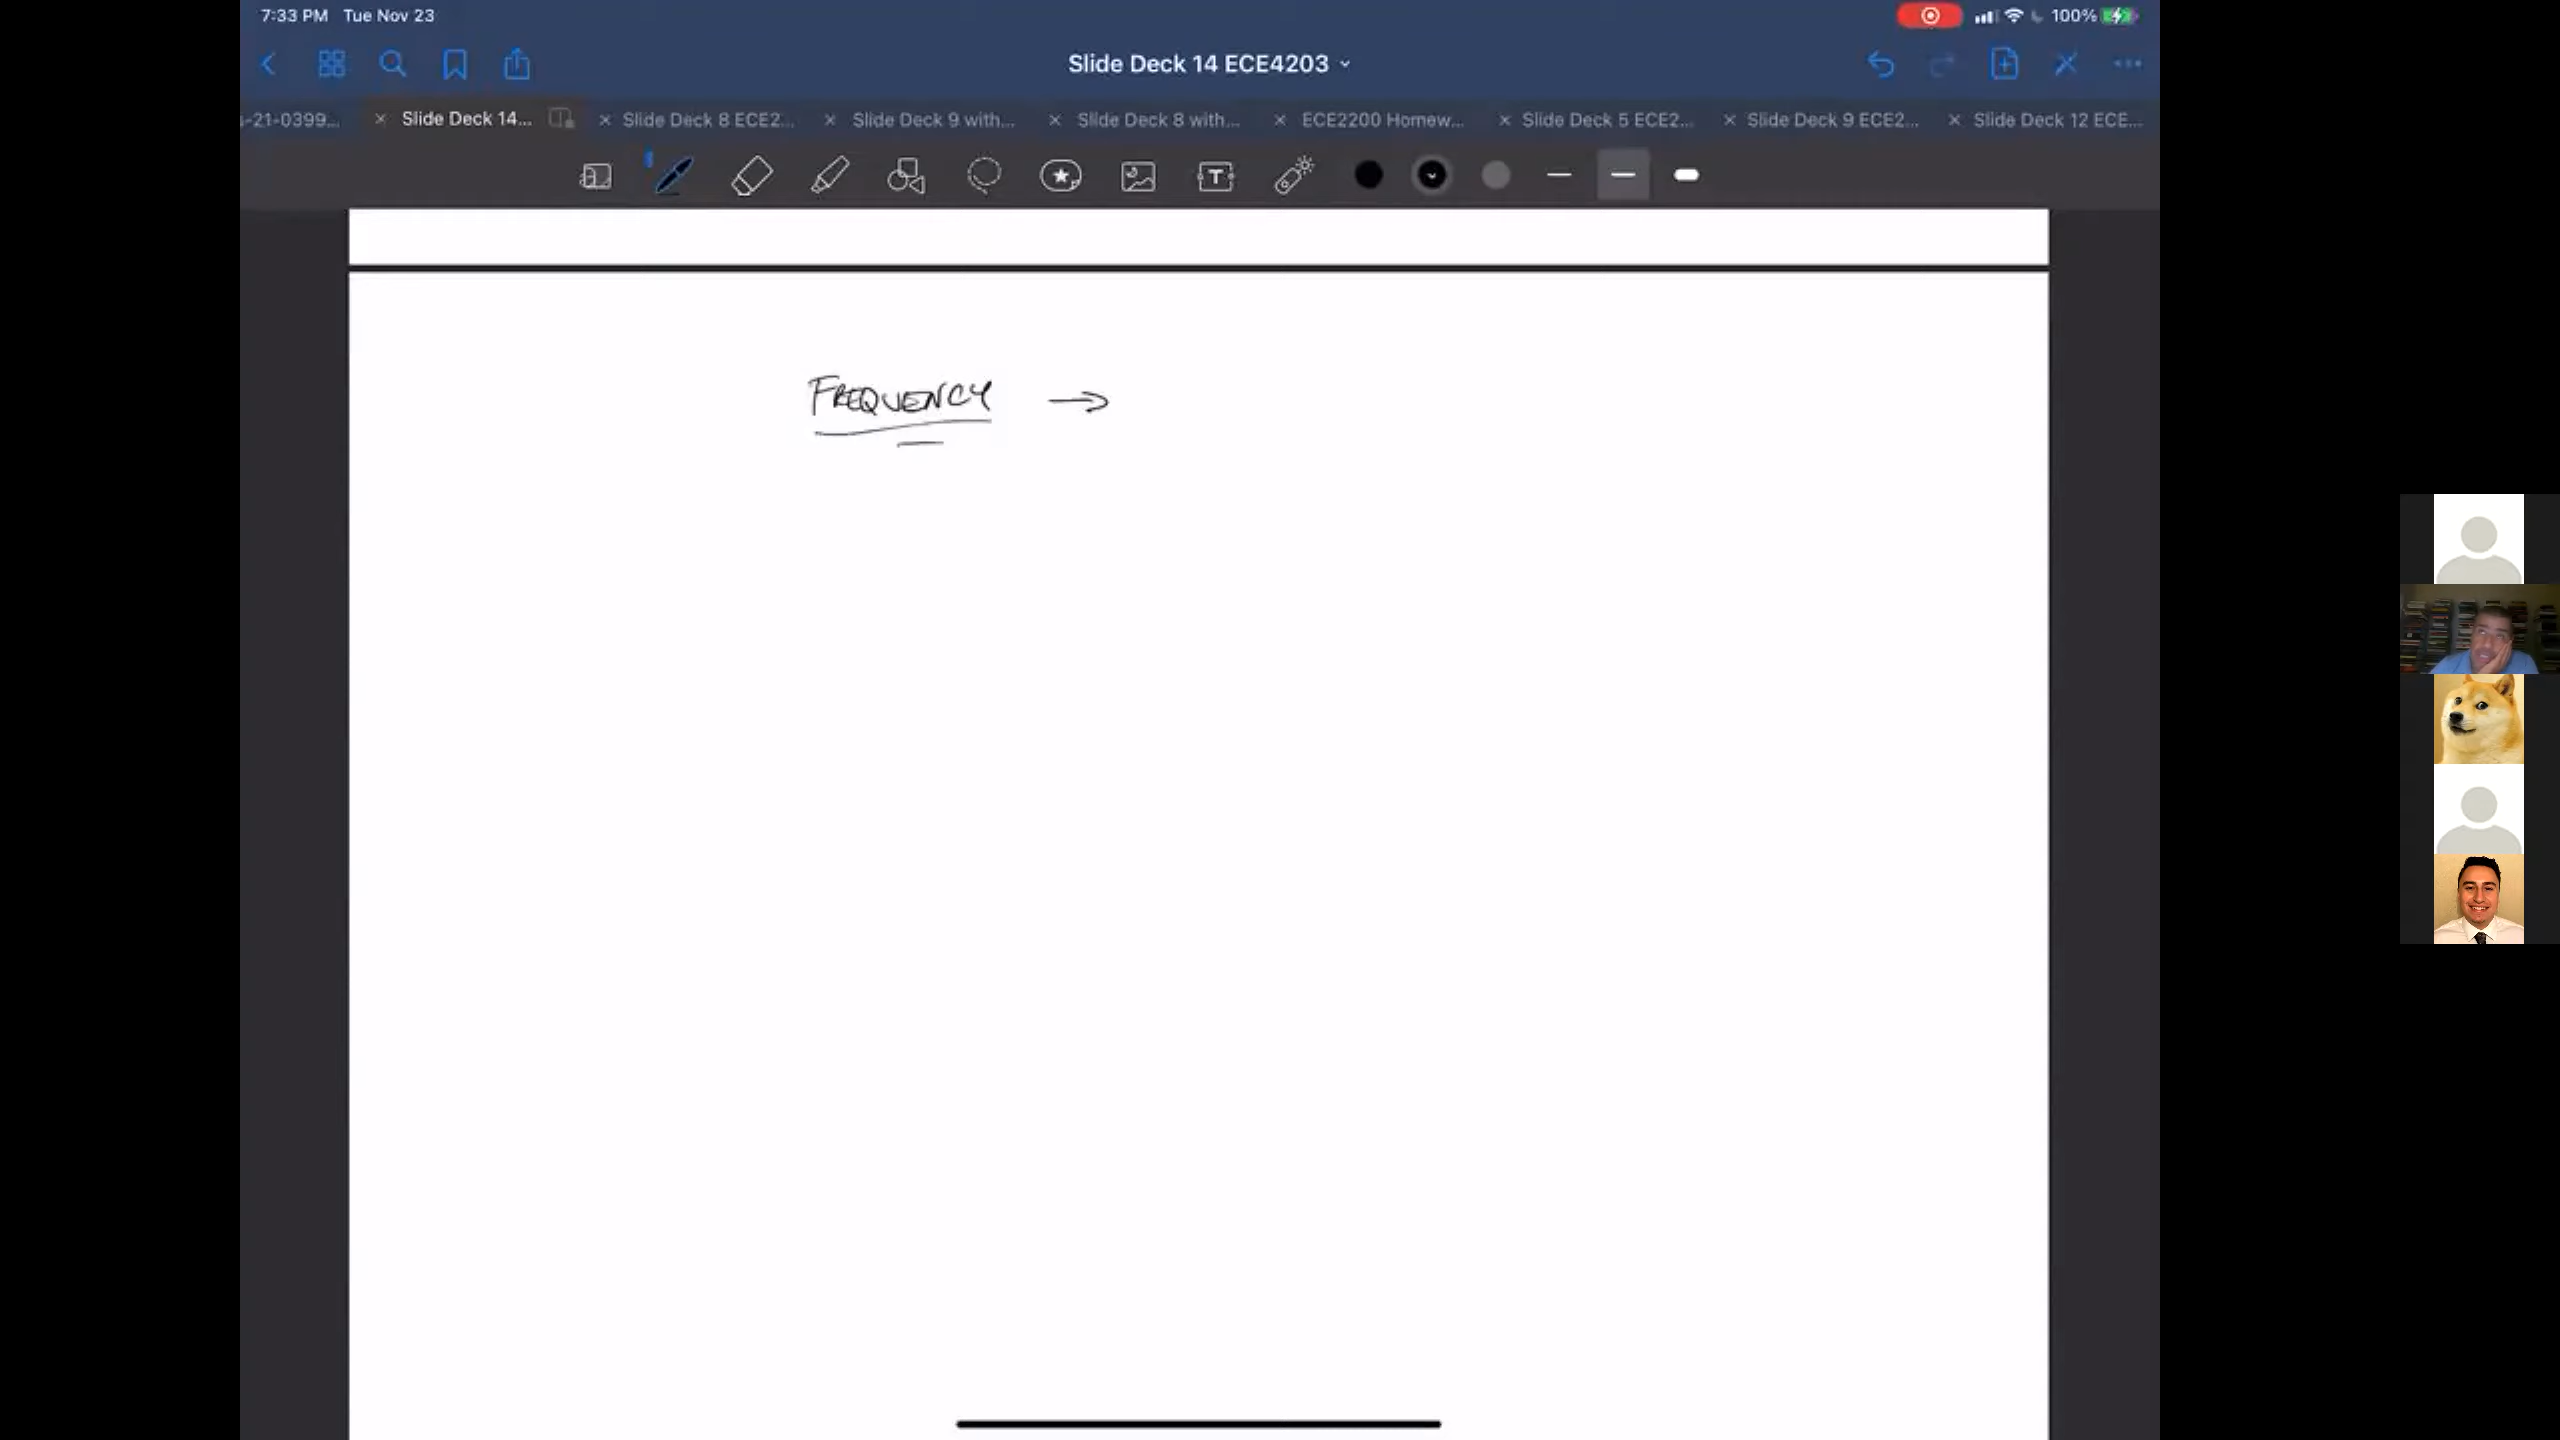 7:33 PM Tue Nov 23 100%
Slide Deck 14 ECE4203
-21-0399... × Slide Deck 14... × Slide Deck 8 ECE2... × Slide Deck 9 with... × Slide Deck 8 with... × ECE2200 Homew... × Slide Deck 5 ECE2... × Slide Deck 9 ECE2... × Slide Deck 12 ECE...
T
FREQUENCY →